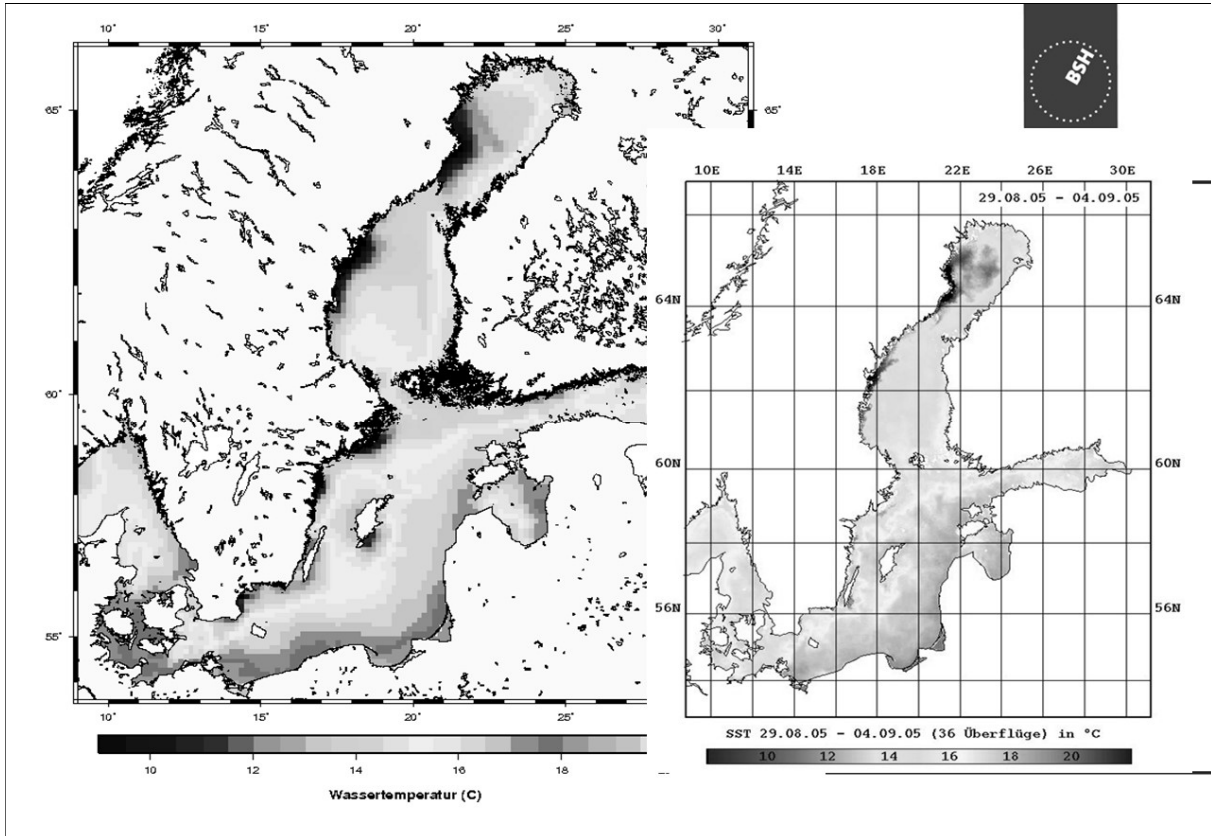 10° 15° 20° 25° 30°
BSH
65° 65°
10E 14E 18E 22E 26E 30E
29.08.05 - 04.09.05
64N 64N
60°
60N 60N
56N 56N
55°
10° 15° 20° 25°
SST 29.08.05 - 04.09.05 (36 Überflüge) in °C
10 12 14 16 18 20
10 12 14 16 18
Wassertemperatur (C)